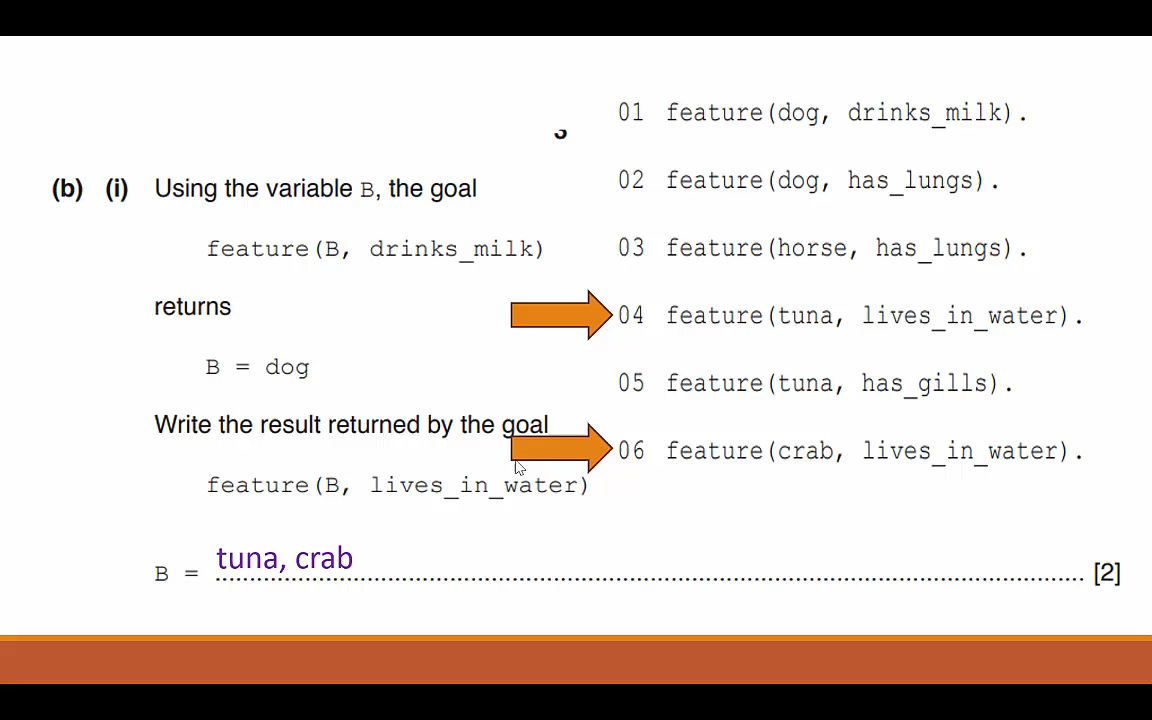 3
(b) (i) Using the variable B, the goal
feature(B, drinks_milk)
returns
B = dog
Write the result returned by the goal
feature(B, lives_in_water)
B = tuna, crab [2]
01 feature(dog, drinks_milk).
02 feature(dog, has_lungs).
03 feature(horse, has_lungs).
04 feature(tuna, lives_in_water).
05 feature(tuna, has_gills).
06 feature(crab, lives_in_water).